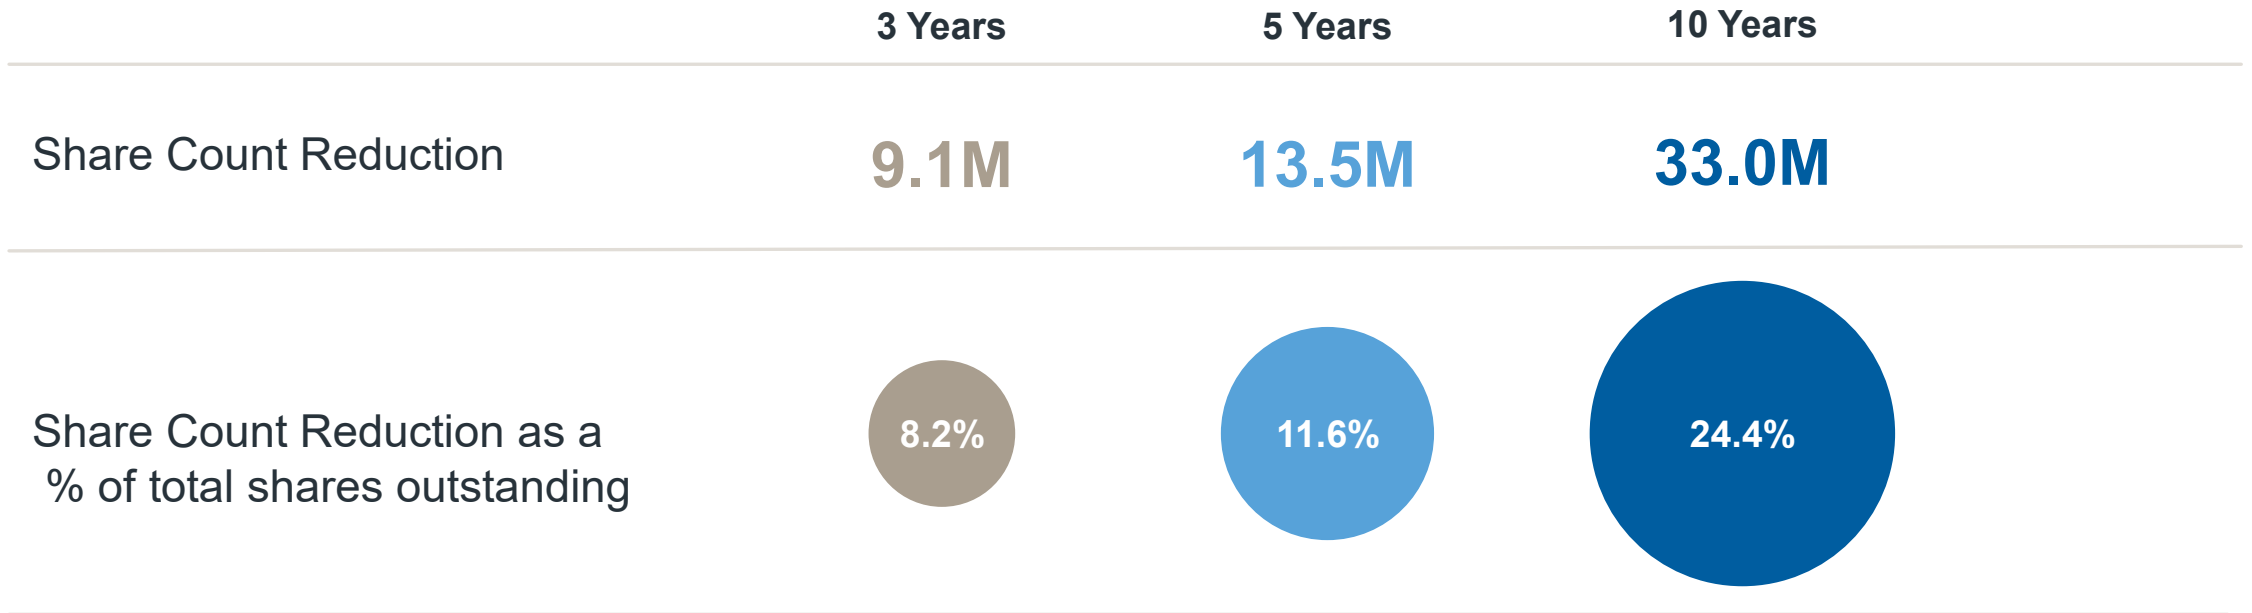 3 Years 5 Years 10 Years
Share Count Reduction 9.1M 13.5M 33.0M
Share Count Reduction as a
% of total shares outstanding
8.2% 11.6% 24.4%